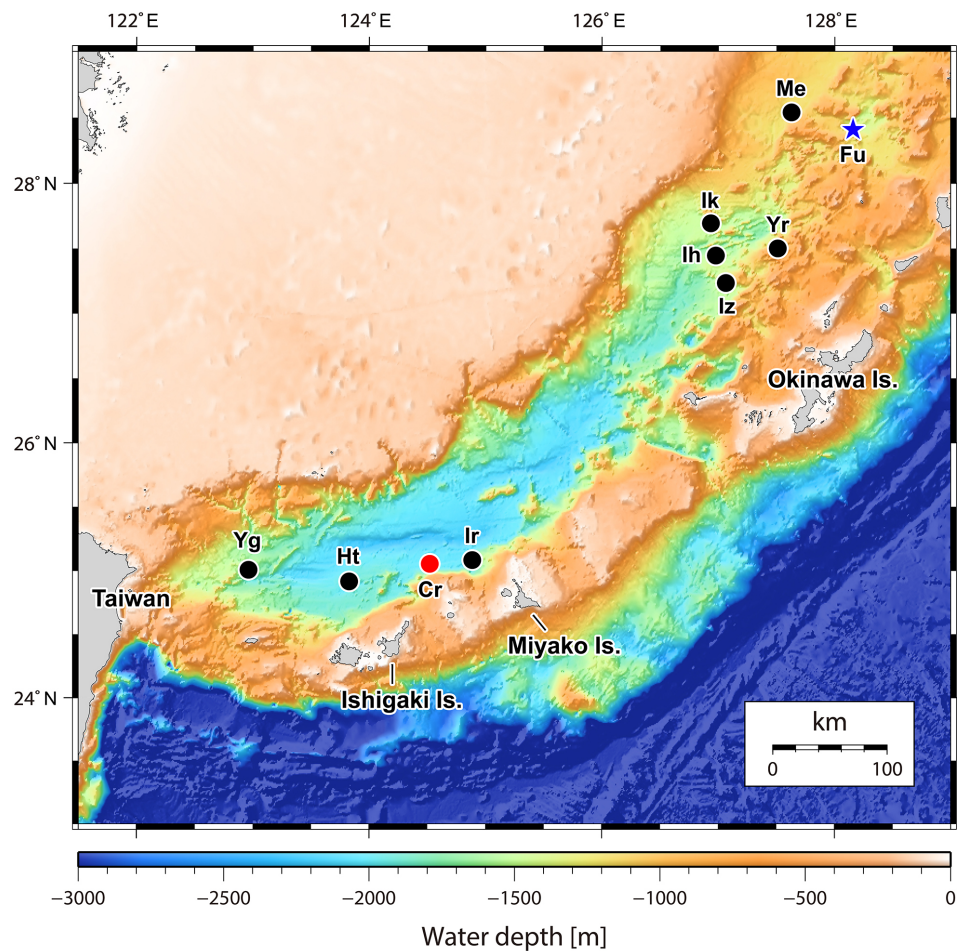 122°E 124°E 126°E 128°E
Me
Fu
28°N
Ik
Yr
Ih
Iz
Okinawa Is.
26°N
Yg
Ht
Ir
Cr
Taiwan
Miyako Is.
Ishigaki Is.
24°N
km
0 100
−3000 −2500 −2000 −1500 −1000 −500 0
Water depth [m]